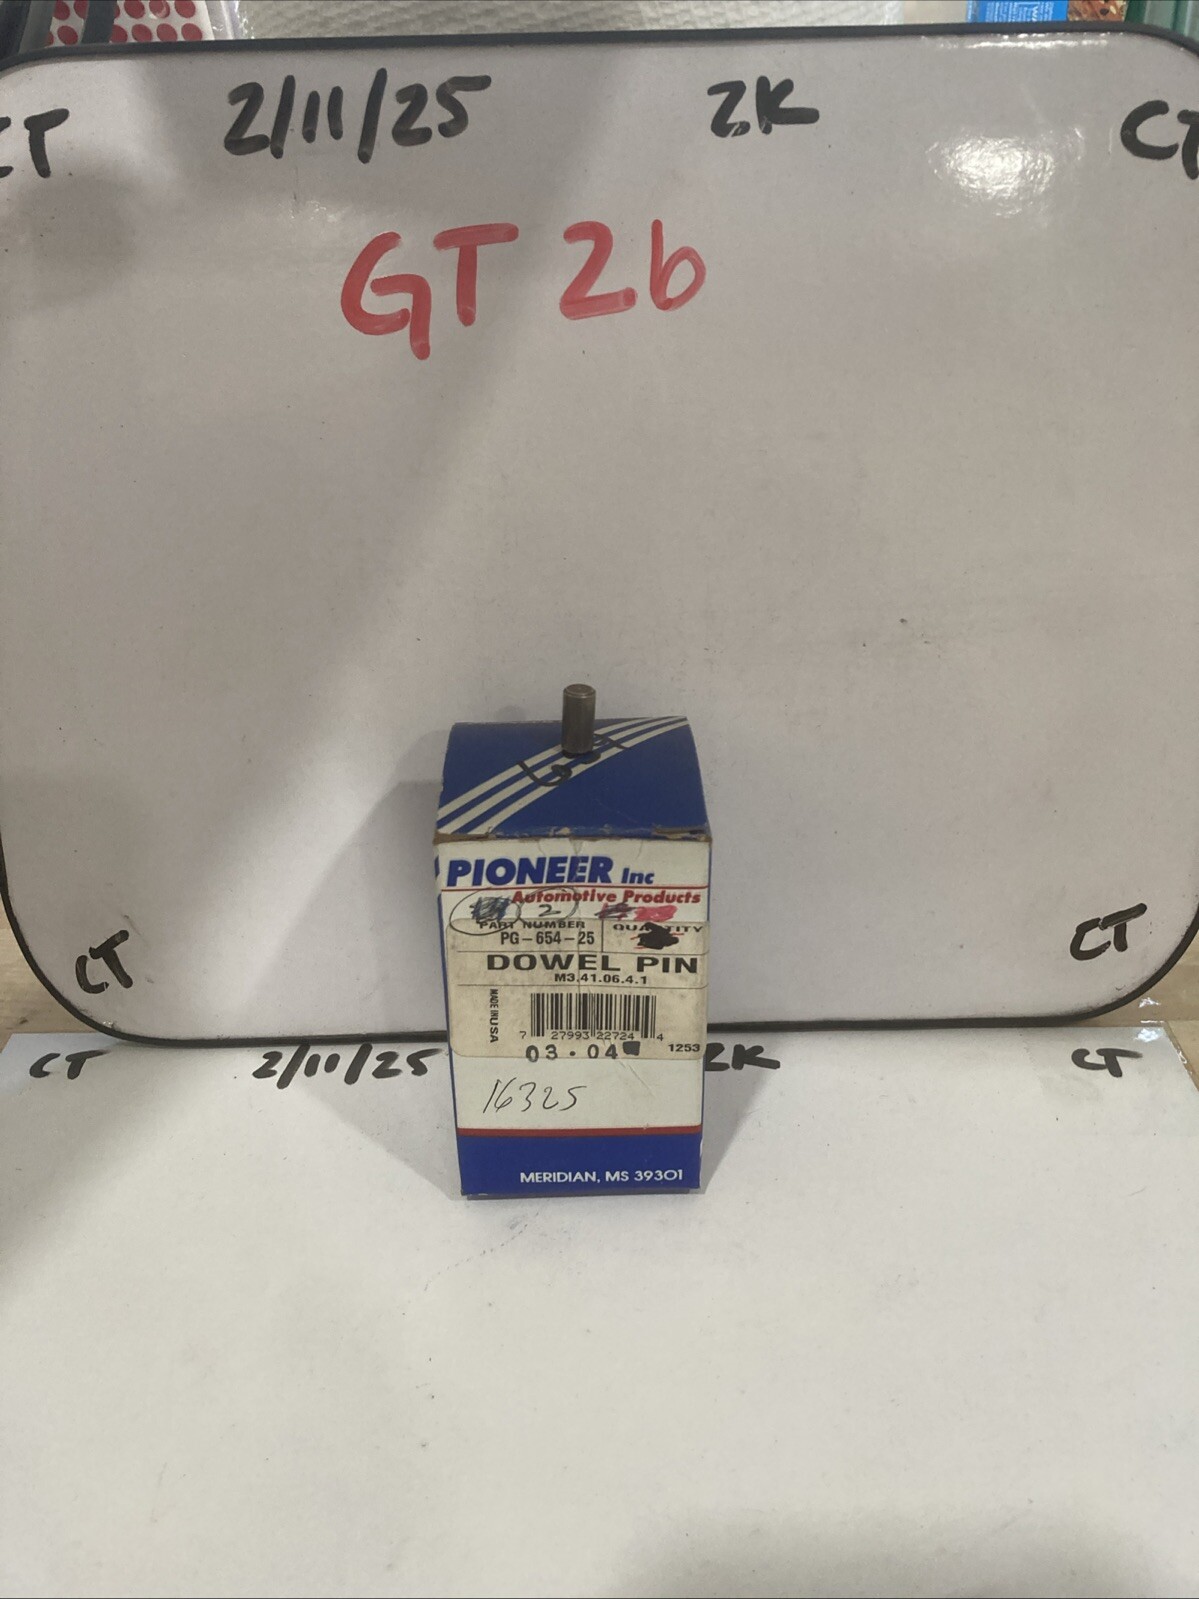 CT 2/11/25 2K CT
GT 2b
PIONEER Inc
Automotive Products
2
PART NUMBER QUANTITY
PG-654-25
DOWEL PIN
M3.41.06.4.1
MADE IN USA
7 27993 22724 4
03.04 1253
16325
MERIDIAN, MS 39301
CT CT
CT 2/11/25 2K CT